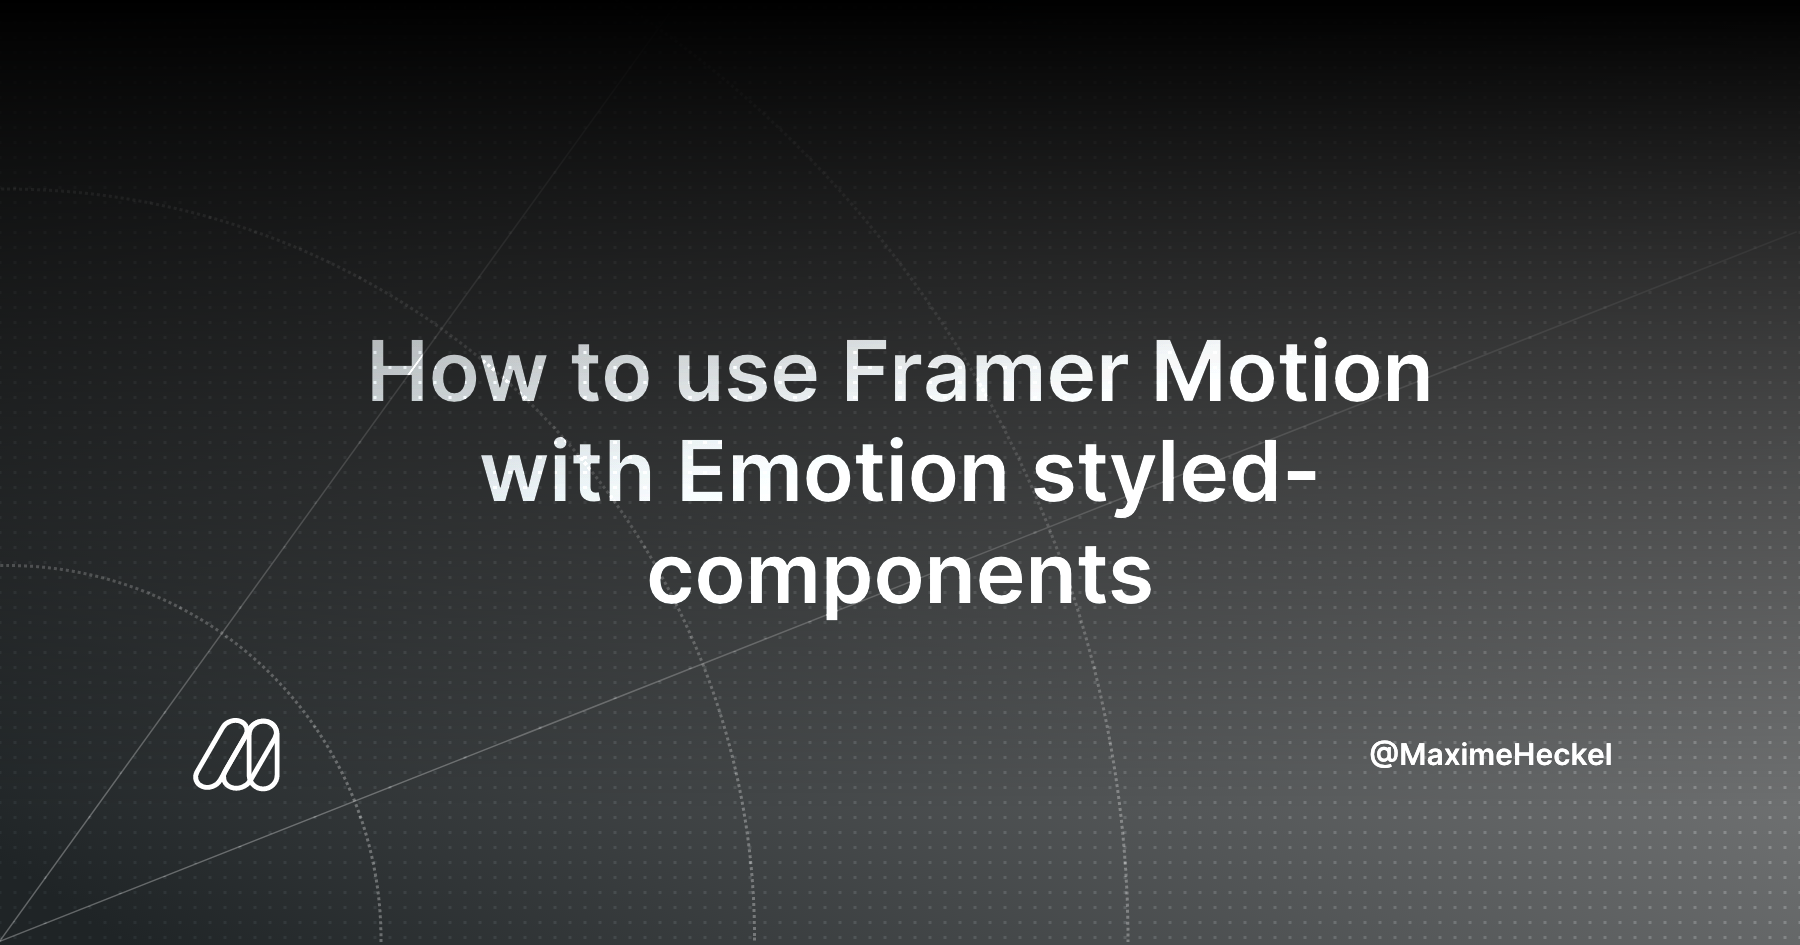 How to use Framer Motion
with Emotion styled-
components
@MaximeHeckel